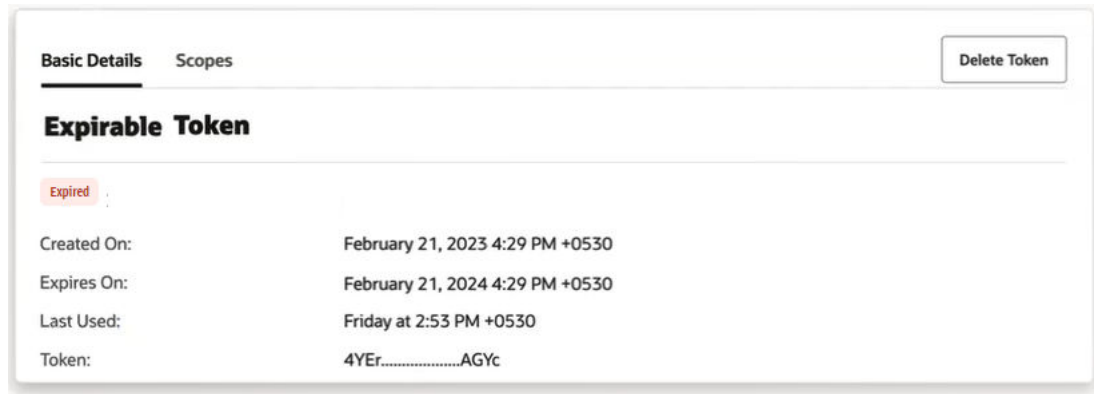 Basic Details Scopes Delete Token
Expirable Token
Expired
Created On: February 21, 2023 4:29 PM +0530
Expires On: February 21, 2024 4:29 PM +0530
Last Used: Friday at 2:53 PM +0530
Token: 4YEr....................AGYc